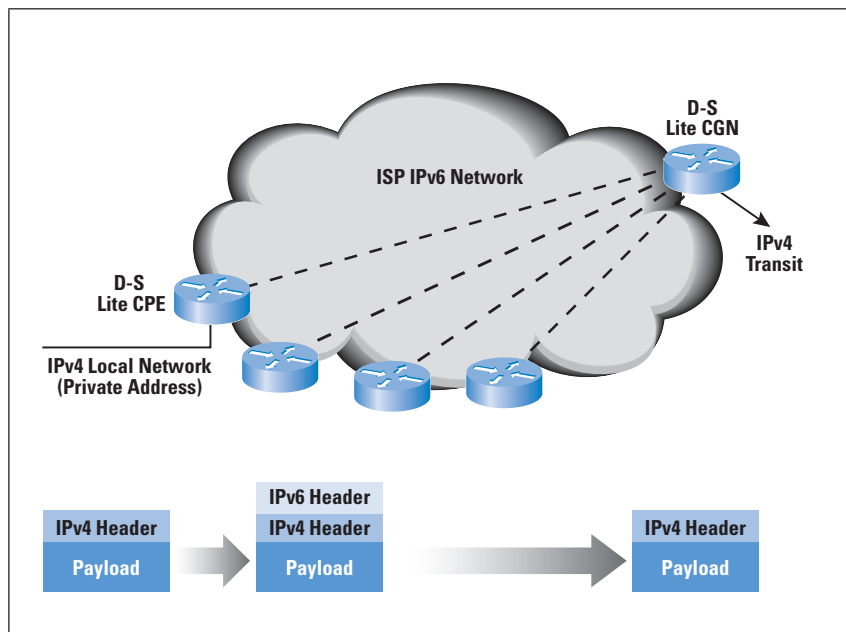 D-S
Lite CGN
ISP IPv6 Network
IPv4
Transit
D-S
Lite CPE
IPv4 Local Network
(Private Address)
IPv6 Header
IPv4 Header
IPv4 Header
IPv4 Header
Payload
Payload
Payload